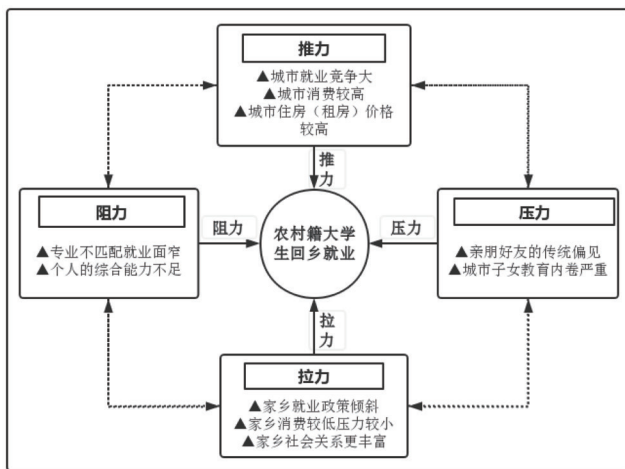 推力
▲城市就业竞争大
▲城市消费较高
▲城市住房（租房）价格
较高
推
力
阻力
▲专业不匹配就业面窄
▲个人的综合能力不足
阻力
农村籍大学
生回乡就业
压力
压力
▲亲朋好友的传统偏见
▲城市子女教育内卷严重
拉
力
拉力
▲家乡就业政策倾斜
▲家乡消费较低压力较小
▲家乡社会关系更丰富